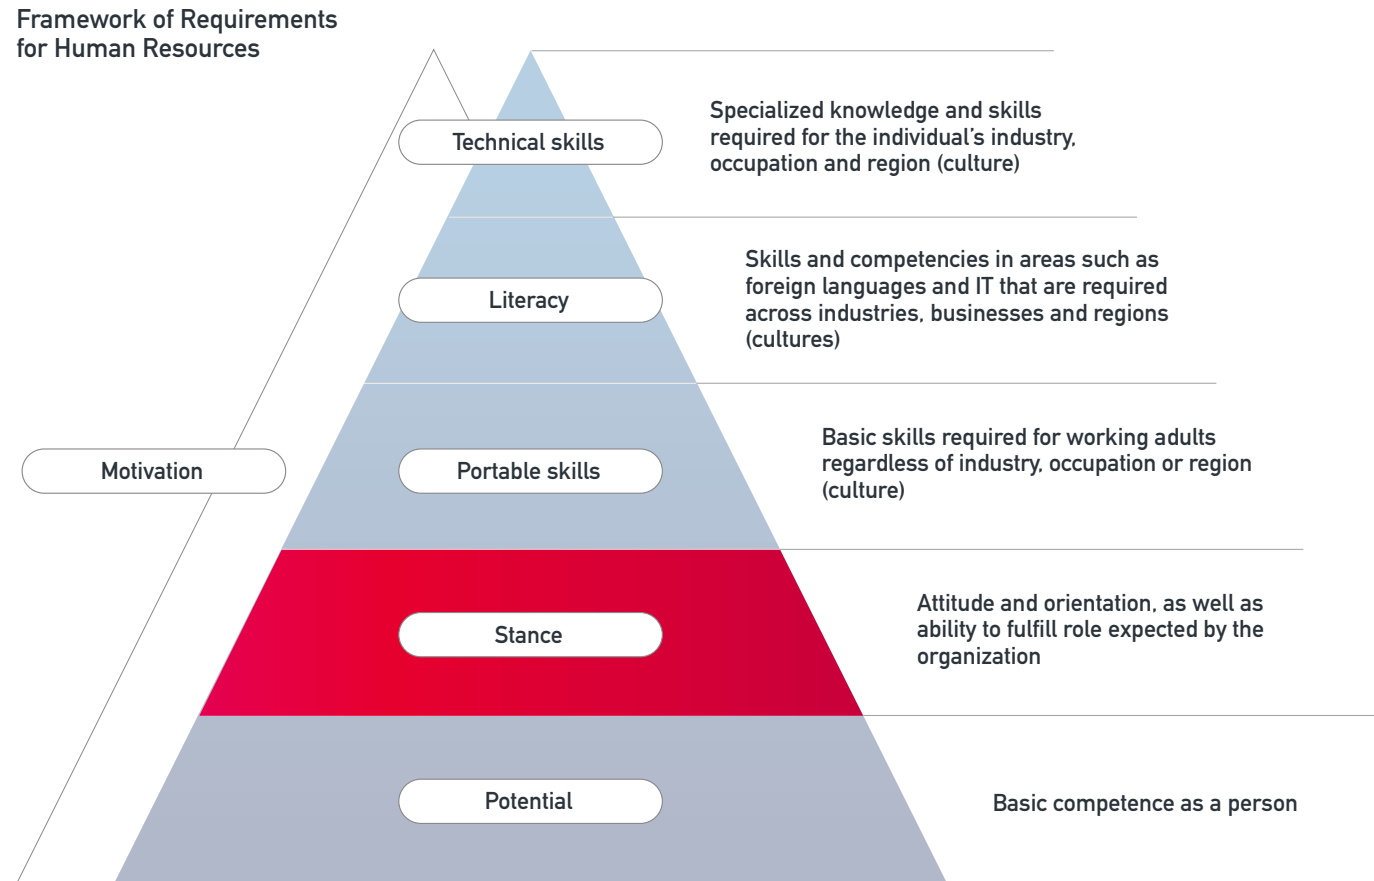 Framework of Requirements
for Human Resources
Technical skills
Specialized knowledge and skills
required for the individual’s industry,
occupation and region (culture)
Literacy
Skills and competencies in areas such as
foreign languages and IT that are required
across industries, businesses and regions
(cultures)
Motivation
Portable skills
Basic skills required for working adults
regardless of industry, occupation or region
(culture)
Stance
Attitude and orientation, as well as
ability to fulfill role expected by the
organization
Potential
Basic competence as a person